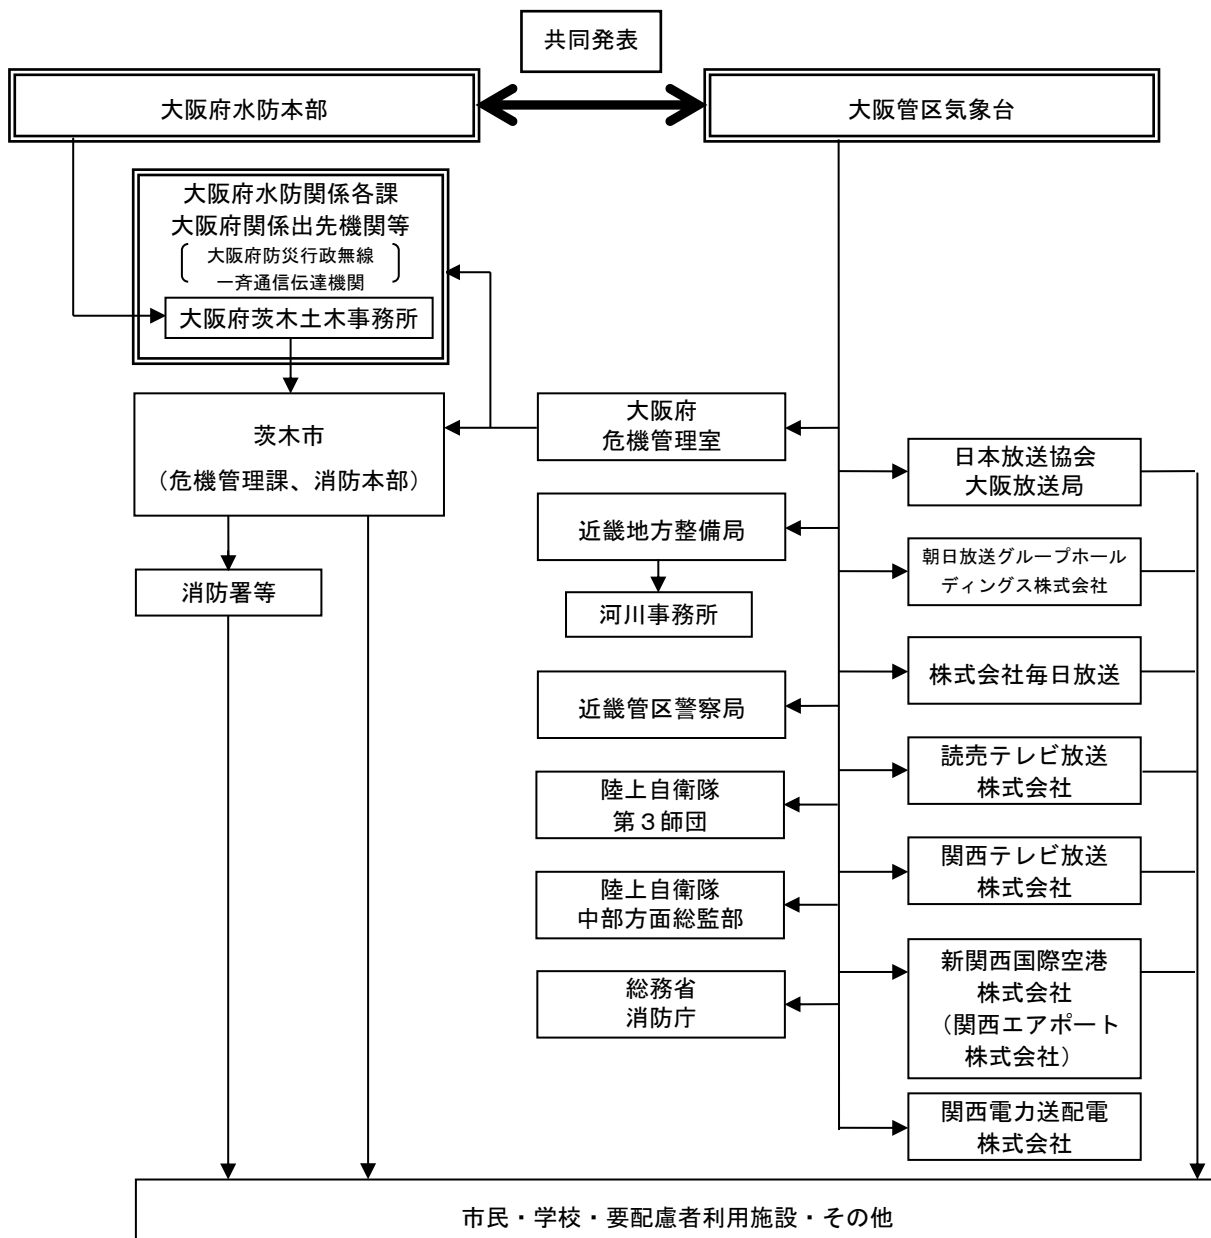 共同発表
大阪府水防本部
大阪管区気象台
大阪府水防関係各課
大阪府関係出先機関等
大阪府防災行政無線
一斉通信伝達機関
大阪府茨木土木事務所
茨木市
（危機管理課、消防本部）
消防署等
大阪府
危機管理室
近畿地方整備局
河川事務所
近畿管区警察局
陸上自衛隊
第３師団
陸上自衛隊
中部方面総監部
総務省
消防庁
日本放送協会
大阪放送局
朝日放送グループホール
ディングス株式会社
株式会社毎日放送
読売テレビ放送
株式会社
関西テレビ放送
株式会社
新関西国際空港
株式会社
（関西エアポート
株式会社）
関西電力送配電
株式会社
市民・学校・要配慮者利用施設・その他